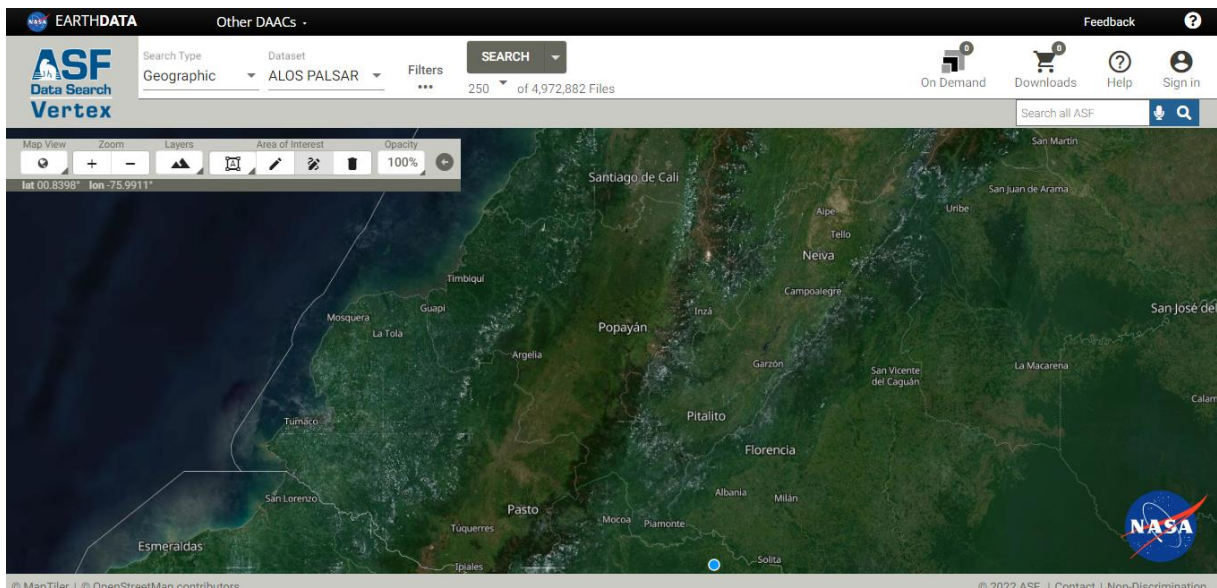 NASA EARTHDATA Other DAACs Feedback ?
ASF
Data Search
Vertex
Search Type Dataset
Geographic ALOS PALSAR Filters SEARCH
250 of 4,972,882 Files
0 0
On Demand Downloads Help Sign in
Search all ASF
Map View Zoom Layers Area of Interest Opacity
+ - A 100%
lat 00.8398° lon -75.9911°
San Martín
Santiago de Cali
San Juan de Arama
Aipe Uribe
Tello
Neiva
Timbiquí
Campoalegre
Guapi Inzá San José del
Mosquera
La Tola Popayán
Argelia
Garzón San Vicente La Macarena
del Caguán
Calam
Tumaco Pitalito
Florencia
San Lorenzo Albania Milán
Pasto
Túquerres Mocoa Piamonte
NASA
Esmeraldas
Ipiales Solita
© MapTiler | © OpenStreetMap contributors © 2022 ASF | Contact | Non-Discrimination